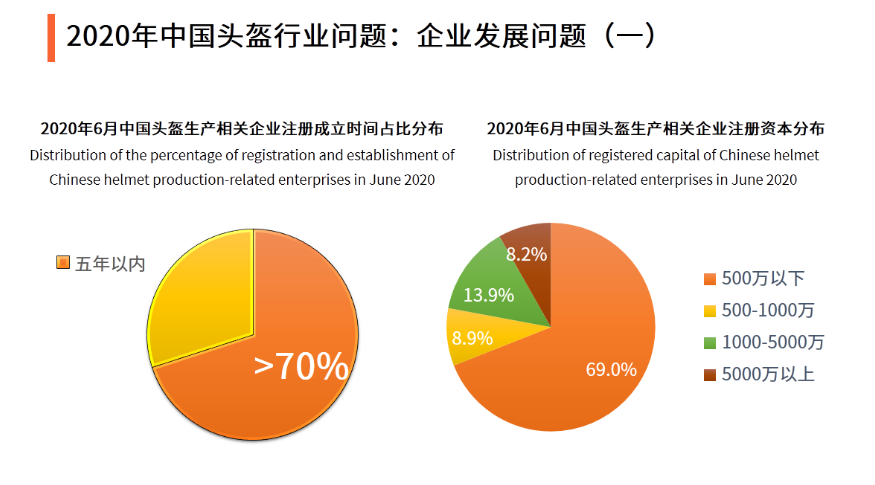 2020年中国头盔行业问题：企业发展问题（一）
2020年6月中国头盔生产相关企业注册成立时间占比分布
Distribution of the percentage of registration and establishment of
Chinese helmet production-related enterprises in June 2020
五年以内
>70%
2020年6月中国头盔生产相关企业注册资本分布
Distribution of registered capital of Chinese helmet
production-related enterprises in June 2020
8.2%
13.9%
8.9%
69.0%
500万以下
500-1000万
1000-5000万
5000万以上